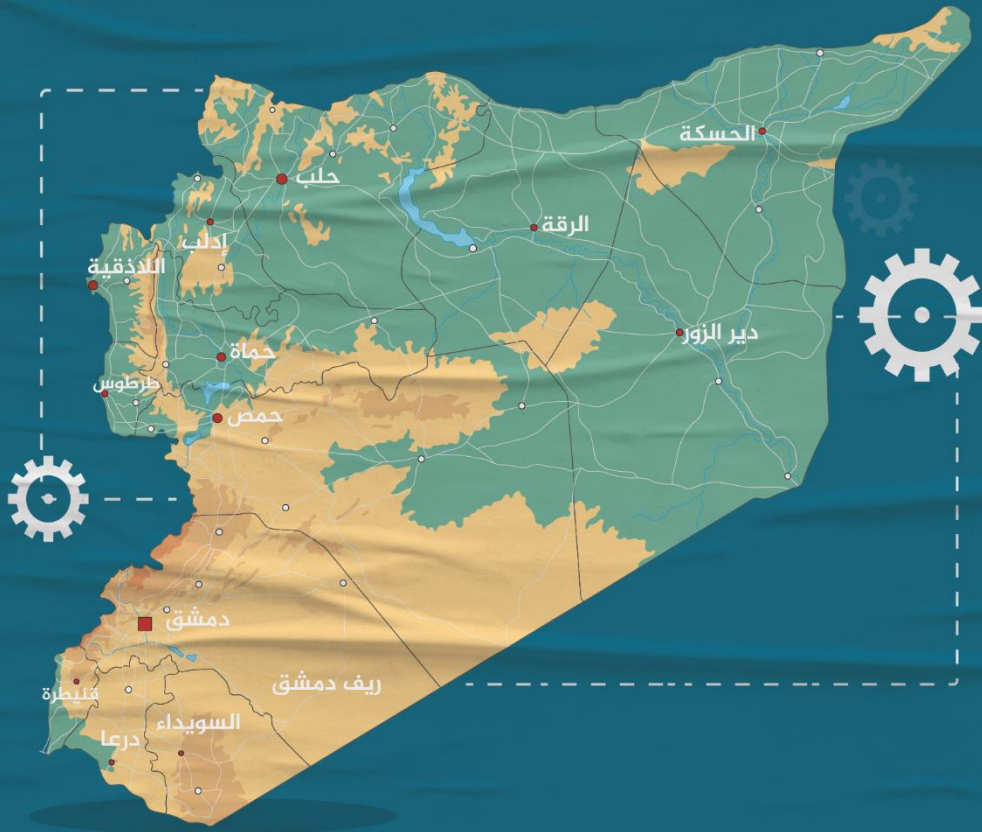 الحسكة
حلب
الرقة
إدلب
اللاذقية
دير الزور
حماة
طرطوس
حمص
دمشق
ريف دمشق
قنيطرة
السويداء
درعا